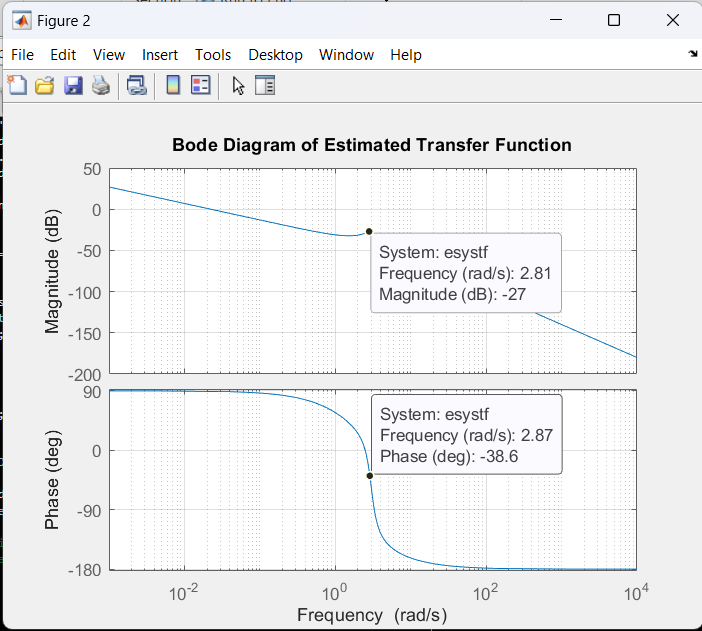 Figure 2
File Edit View Insert Tools Desktop Window Help
Bode Diagram of Estimated Transfer Function
50
0
-50
-100
-150
-200
Magnitude (dB)
System: esystf
Frequency (rad/s): 2.81
Magnitude (dB): -27
90
0
-90
-180
Phase (deg)
System: esystf
Frequency (rad/s): 2.87
Phase (deg): -38.6
10⁻² 10⁰ 10² 10⁴
Frequency (rad/s)